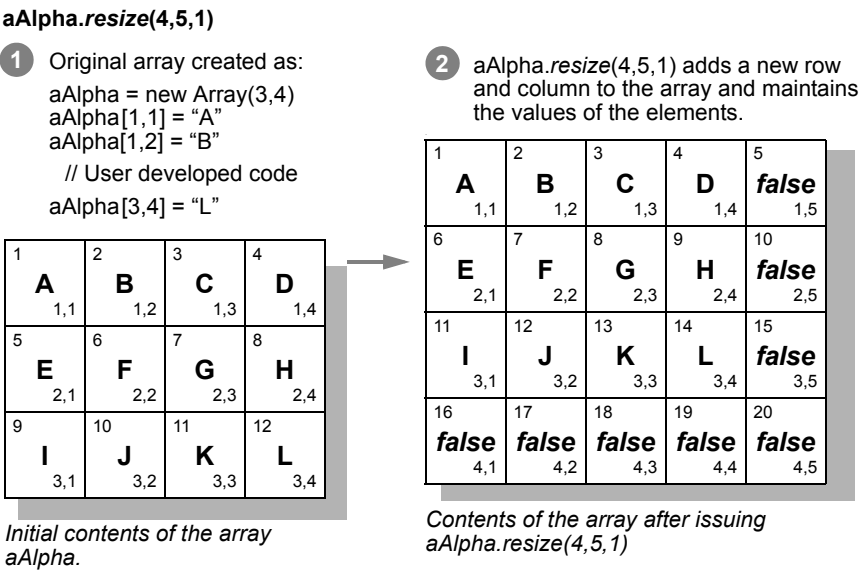 aAlpha.resize(4,5,1)
1 Original array created as:
aAlpha = new Array(3,4)
aAlpha[1,1] = “A”
aAlpha[1,2] = “B”
// User developed code
aAlpha[3,4] = “L”
1 2 3 4
A B C D
1,1 1,2 1,3 1,4
5 6 7 8
E F G H
2,1 2,2 2,3 2,4
9 10 11 12
I J K L
3,1 3,2 3,3 3,4
Initial contents of the array
aAlpha.
2 aAlpha.resize(4,5,1) adds a new row
and column to the array and maintains
the values of the elements.
1 2 3 4 5
A B C D false
1,1 1,2 1,3 1,4 1,5
6 7 8 9 10
E F G H false
2,1 2,2 2,3 2,4 2,5
11 12 13 14 15
I J K L false
3,1 3,2 3,3 3,4 3,5
16 17 18 19 20
false false false false false
4,1 4,2 4,3 4,4 4,5
Contents of the array after issuing
aAlpha.resize(4,5,1)